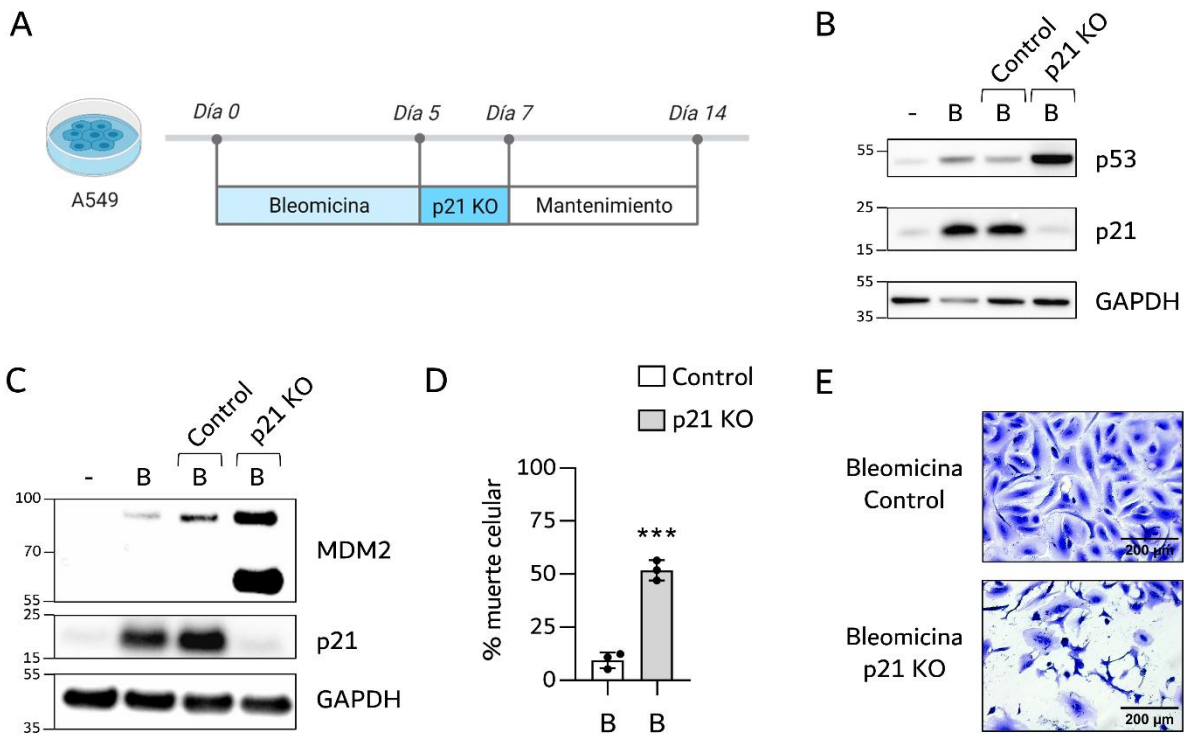 A
Día 0
Día 5
Día 7
Día 14
A549
Bleomicina
p21 KO
Mantenimiento
B
Control
p21 KO
-
B
B
B
55
p53
25
p21
15
55
GAPDH
35
C
Control
p21 KO
-
B
B
B
100
MDM2
70
55
25
p21
15
55
GAPDH
35
D
Control
p21 KO
% muerte celular
100
75
50
25
0
***
B
B
E
Bleomicina
Control
200 µm
Bleomicina
p21 KO
200 µm